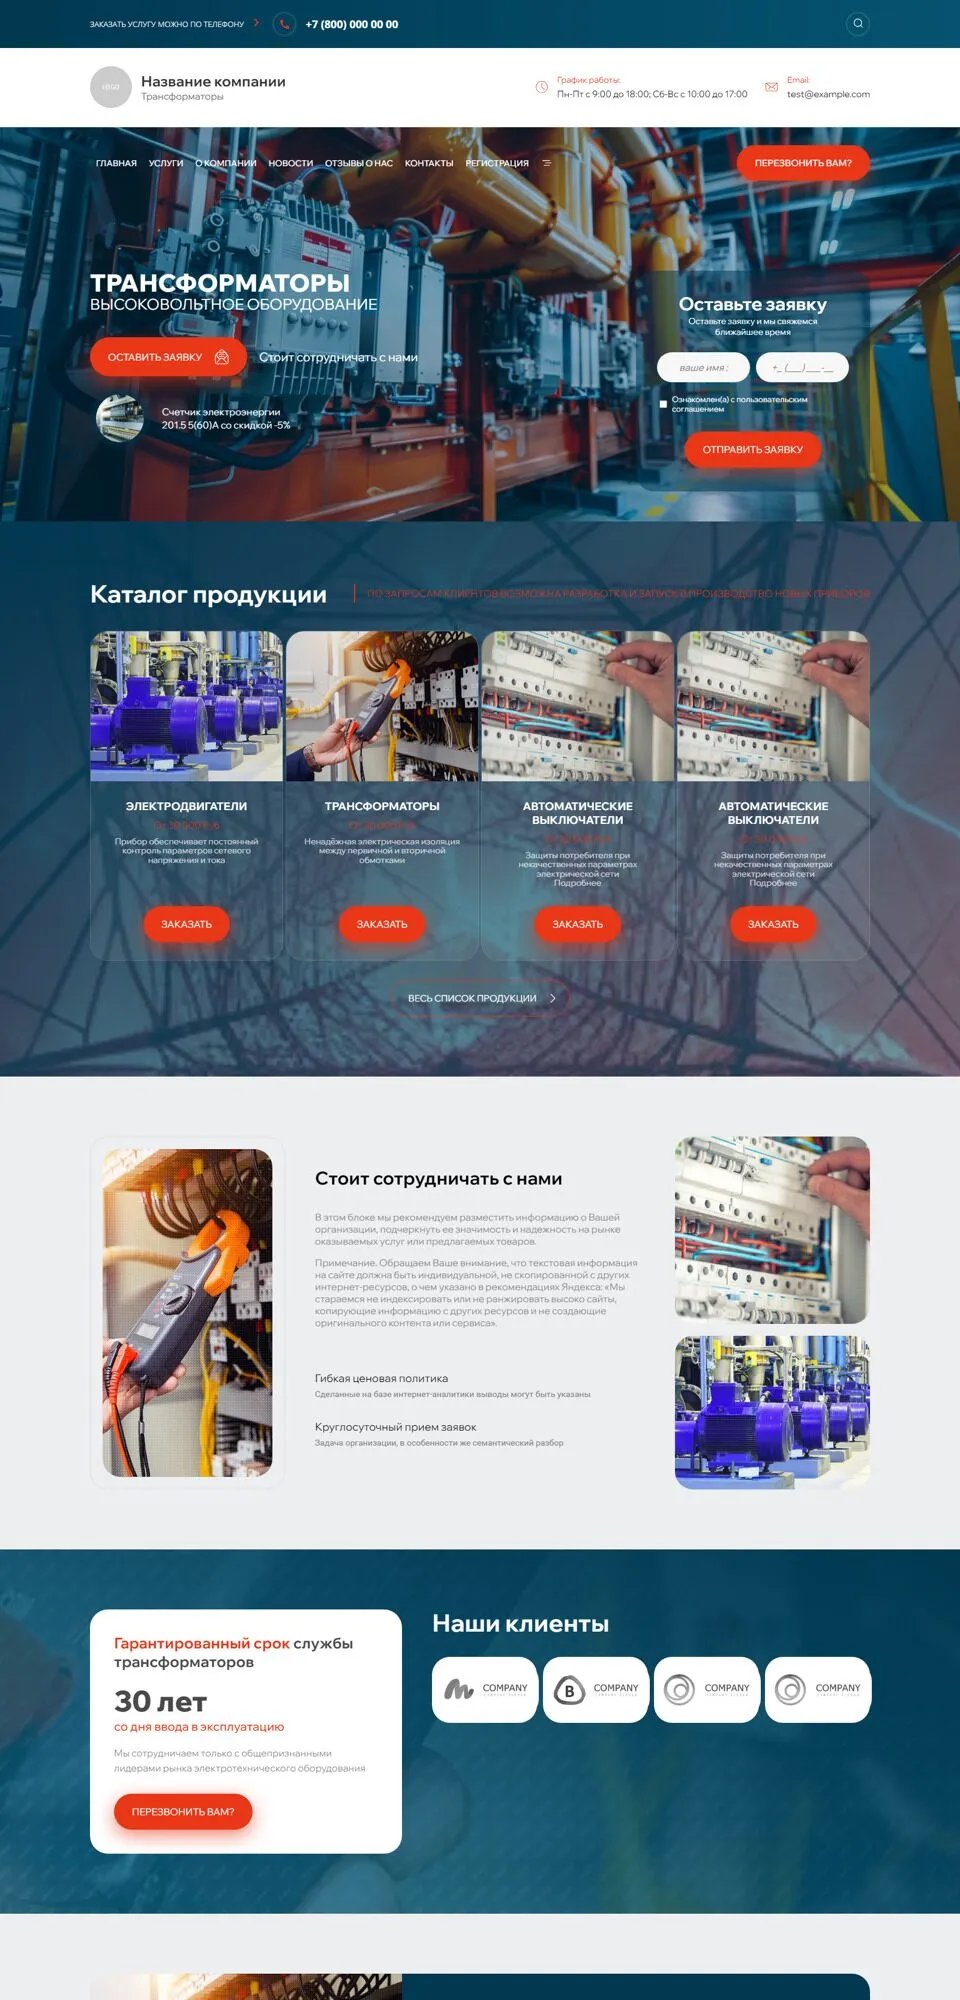 ЗАКАЗАТЬ УСЛУГУ МОЖНО ПО ТЕЛЕФОНУ
+7 (800) 000 00 00
Название компании
Трансформаторы
График работы:
Пн-Пт с 9:00 до 18:00; Сб-Вс с 10:00 до 17:00
Email:
test@example.com
ГЛАВНАЯ УСЛУГИ О КОМПАНИИ НОВОСТИ ОТЗЫВЫ О НАС КОНТАКТЫ РЕГИСТРАЦИЯ
ПЕРЕЗВОНИТЬ ВАМ?
ТРАНСФОРМАТОРЫ
ВЫСОКОВОЛЬТНОЕ ОБОРУДОВАНИЕ
ОСТАВИТЬ ЗАЯВКУ
Стоит сотрудничать с нами
Счетчик электроэнергии
201.5 5(60)А со скидкой -5%
Оставьте заявку
Оставьте заявку и мы свяжемся
ближайшее время
ваше имя :
+_ (___) ___-__
Ознакомлен(а) с пользовательским
соглашением
ОТПРАВИТЬ ЗАЯВКУ
Каталог продукции
ПО ЗАПРОСАМ КЛИЕНТОВ ВОЗМОЖНА РАЗРАБОТКА И ЗАПУСК В ПРОИЗВОДСТВО НОВЫХ ПРИБОРОВ
ЭЛЕКТРОДВИГАТЕЛИ
Прибор обеспечивает постоянный
контроль параметров сетевого
напряжения и тока
ЗАКАЗАТЬ
ТРАНСФОРМАТОРЫ
Ненадёжная электрическая изоляция
между первичной и вторичной
обмотками
ЗАКАЗАТЬ
АВТОМАТИЧЕСКИЕ
ВЫКЛЮЧАТЕЛИ
Защиты потребителя при
некачественных параметрах
электрической сети
Подробнее
ЗАКАЗАТЬ
АВТОМАТИЧЕСКИЕ
ВЫКЛЮЧАТЕЛИ
Защиты потребителя при
некачественных параметрах
электрической сети
Подробнее
ЗАКАЗАТЬ
ВЕСЬ СПИСОК ПРОДУКЦИИ
Стоит сотрудничать с нами
В этом блоке мы рекомендуем разместить информацию о Вашей
организации, подчеркнуть ее значимость и надежность на рынке
оказываемых услуг или предлагаемых товаров.
Примечание. Обращаем Ваше внимание, что текстовая информация
на сайте должна быть индивидуальной, не скопированной с других
интернет-ресурсов, о чем указано в рекомендациях Яндекса: «Мы
стараемся не индексировать или не ранжировать высоко сайты,
копирующие информацию с других ресурсов и не создающие
оригинального контента или сервиса».
Гибкая ценовая политика
Сделанные на базе интернет-аналитики выводы могут быть указаны
Круглосуточный прием заявок
Задача организации, в особенности же семантический разбор
Гарантированный срок службы
трансформаторов
30 лет
со дня ввода в эксплуатацию
Мы сотрудничаем только с общепризнанными
лидерами рынка электротехнического оборудования
ПЕРЕЗВОНИТЬ ВАМ?
Наши клиенты
COMPANY
B COMPANY
COMPANY
COMPANY